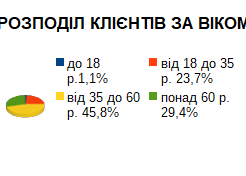 РОЗПОДІЛ КЛІЄНТІВ ЗА ВІКОМ
до 18
р.1,1%
від 18 до 35
р. 23,7%
від 35 до 60
р. 45,8%
понад 60 р.
29,4%